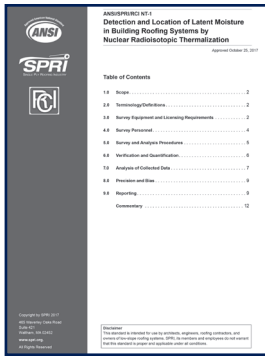 ANSI/SPRI/RCI NT-1
Detection and Location of Latent Moisture
in Building Roofing Systems by
Nuclear Radioisotopic Thermalization
Approved October 25, 2017
ANSI
SPRI
Table of Contents
1.0 Scope 2
2.0 Terminology/Definitions 2
3.0 Survey Equipment and Licensing Requirements 2
4.0 Survey Personnel 4
5.0 Survey and Analysis Procedures 5
6.0 Verification and Quantification 6
7.0 Analysis of Collected Data 7
8.0 Precision and Bias 8
9.0 Reporting 9
Commentary 12
Copyright by SPRI 2017
465 Waverley Oaks Road
Suite 421
Waltham, MA 02452
www.spri.org
All Rights Reserved
Disclaimer
This standard is intended for use by architects, engineers, roofing contractors, and
owners of low-slope roofing systems. SPRI, its members and employees do not warrant
that this standard is proper and applicable under all conditions.